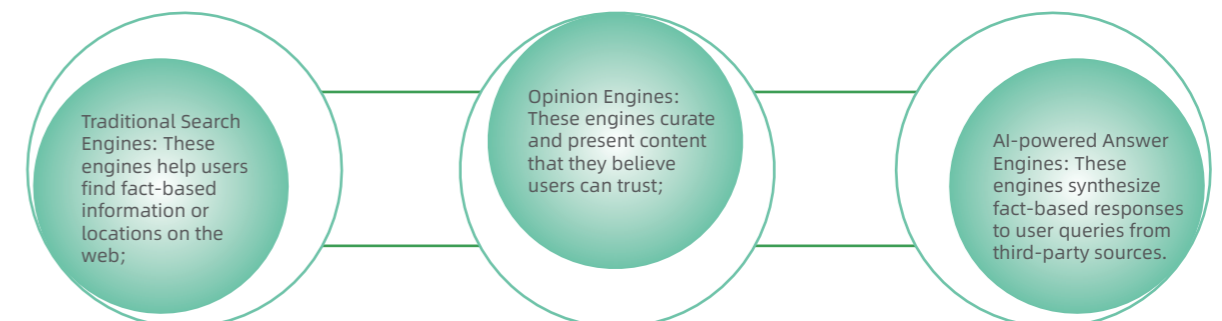 Traditional Search
Engines: These
engines help users
find fact-based
information or
locations on the
web;
Opinion Engines:
These engines curate
and present content
that they believe
users can trust;
AI-powered Answer
Engines: These
engines synthesize
fact-based responses
to user queries from
third-party sources.